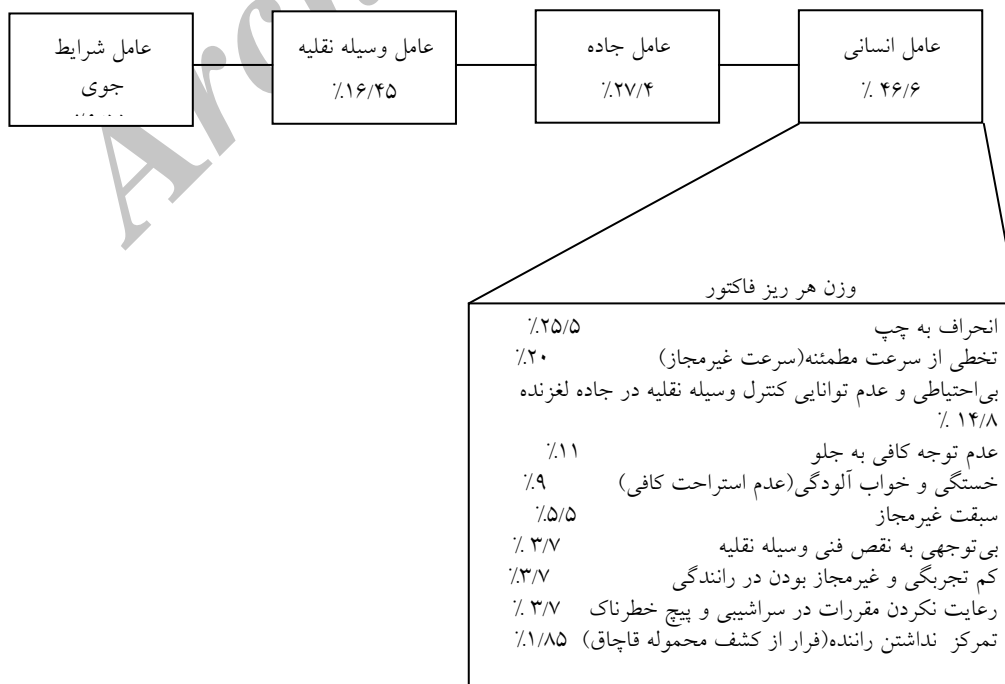 عامل انسانی
٪ ۴۶/۶
عامل جاده
٪۲۷/۴
عامل وسیله نقلیه
٪۱۶/۴۵
عامل شرایط
جوی
وزن هر ریز فاکتور
انحراف به چپ ٪۲۵/۵
تخطی از سرعت مطمئنه(سرعت غیرمجاز) ٪۲۰
بی‌احتیاطی و عدم توانایی کنترل وسیله نقلیه در جاده لغزنده
٪ ۱۴/۸
عدم توجه کافی به جلو ٪۱۱
خستگی و خواب آلودگی(عدم استراحت کافی) ٪۹
سبقت غیرمجاز ٪۵/۵
بی‌توجهی به نقص فنی وسیله نقلیه ٪ ۳/۷
کم تجربگی و غیرمجاز بودن در رانندگی ٪۳/۷
رعایت نکردن مقررات در سراشیبی و پیچ خطرناک ٪ ۳/۷
تمرکز نداشتن راننده(فرار از کشف محموله قاچاق) ٪۱/۸۵